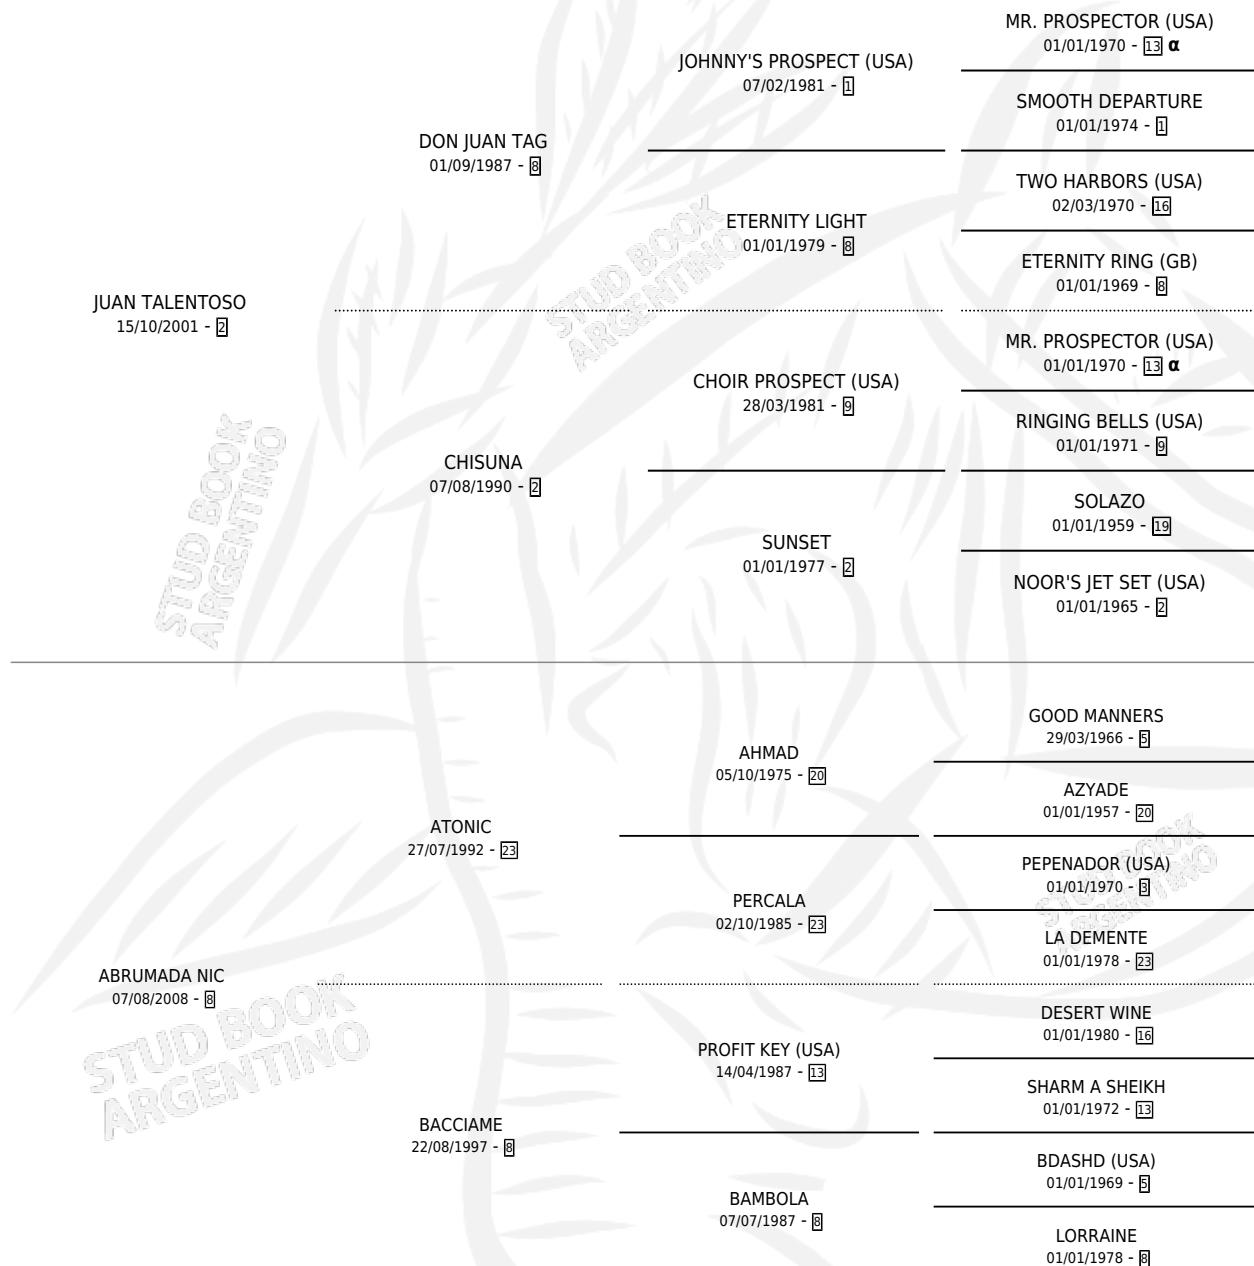 MR. PROSPECTOR (USA)
01/01/1970 - 13 α
JOHNNY'S PROSPECT (USA)
07/02/1981 - 1
SMOOTH DEPARTURE
01/01/1974 - 1
DON JUAN TAG
01/09/1987 - 8
TWO HARBORS (USA)
02/03/1970 - 16
ETERNITY LIGHT
01/01/1979 - 8
ETERNITY RING (GB)
01/01/1969 - 8
JUAN TALENTOSO
15/10/2001 - 2
MR. PROSPECTOR (USA)
01/01/1970 - 13 α
CHOIR PROSPECT (USA)
28/03/1981 - 9
RINGING BELLS (USA)
01/01/1971 - 9
CHISUNA
07/08/1990 - 2
SOLAZO
01/01/1959 - 19
SUNSET
01/01/1977 - 2
NOOR'S JET SET (USA)
01/01/1965 - 2
GOOD MANNERS
29/03/1966 - 5
AHMAD
05/10/1975 - 20
AZYADE
01/01/1957 - 20
ATONIC
27/07/1992 - 23
PEPENADOR (USA)
01/01/1970 - 3
PERCALA
02/10/1985 - 23
LA DEMENTE
01/01/1978 - 23
ABRUMADA NIC
07/08/2008 - 8
DESERT WINE
01/01/1980 - 16
PROFIT KEY (USA)
14/04/1987 - 13
SHARM A SHEIKH
01/01/1972 - 13
BACCIAME
22/08/1997 - 8
BDASHD (USA)
01/01/1969 - 5
BAMBOLA
07/07/1987 - 8
LORRAINE
01/01/1978 - 8
STUD BOOK
ARGENTINO
STUD BOOK
ARGENTINO
STUD BOOK
ARGENTINO
STUD BOOK
ARGENTINO